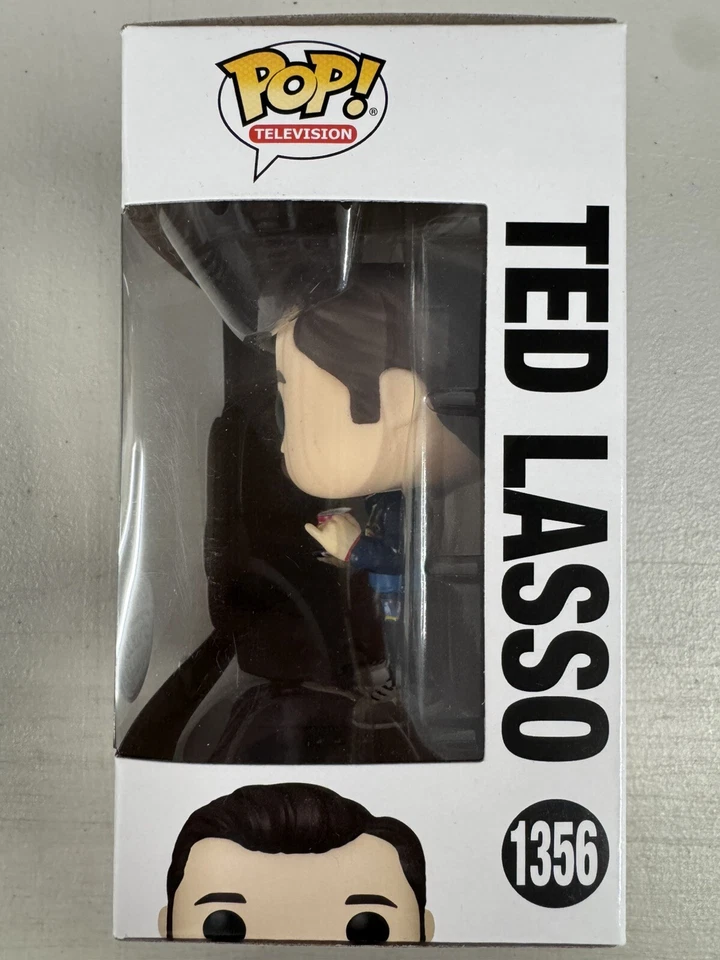 POP!®
TELEVISION
TED LASSO
1356